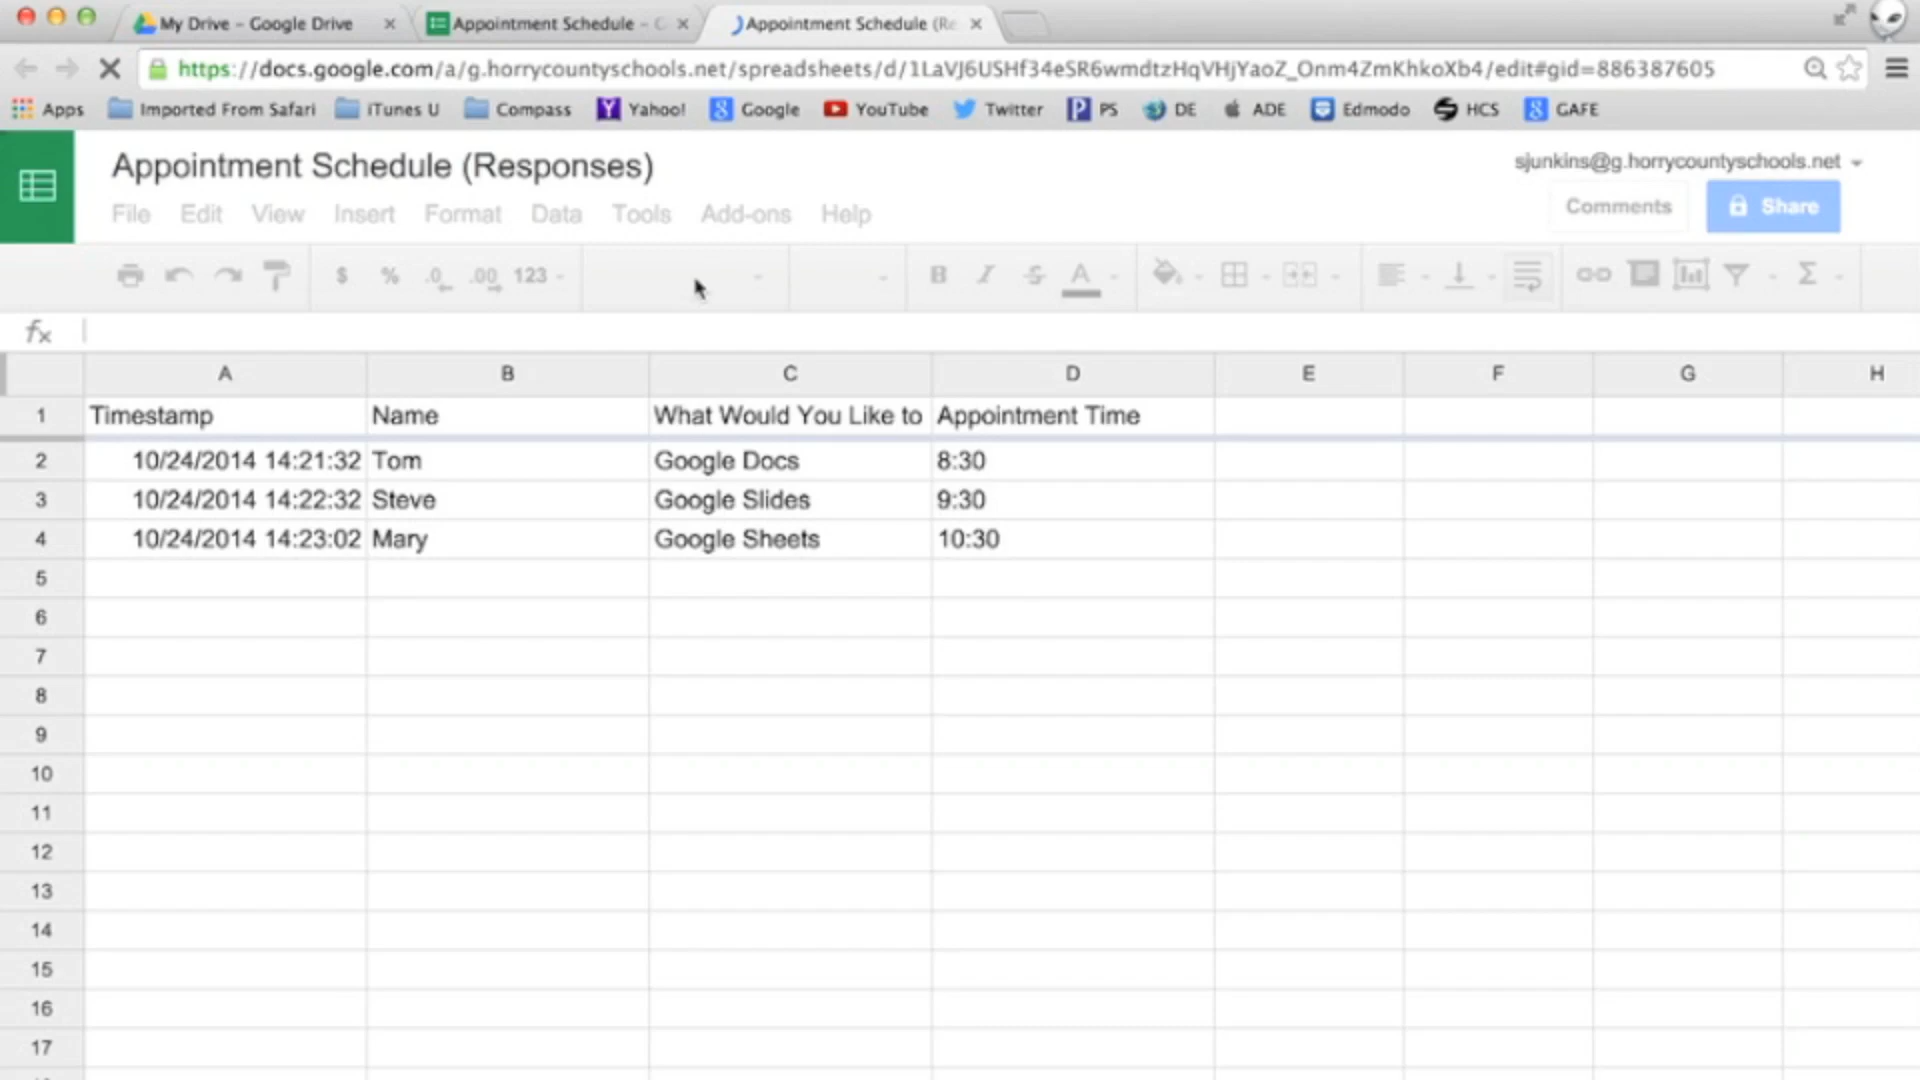 My Drive – Google Drive
Appointment Schedule –
Appointment Schedule (Re
https://docs.google.com/a/g.horrycountyschools.net/spreadsheets/d/1LaVJ6USHf34eSR6wmdtzHqVHjYaoZ_Onm4ZmKhkoXb4/edit#gid=886387605
Apps Imported From Safari iTunes U Compass Yahoo! Google YouTube Twitter PS DE ADE Edmodo HCS GAFE
Appointment Schedule (Responses)
sjunkins@g.horrycountyschools.net
File Edit View Insert Format Data Tools Add-ons Help
Comments Share
$ % .0 .00 123 B I S A Σ
fx
A B C D E F G H
1 Timestamp Name What Would You Like to Appointment Time
2 10/24/2014 14:21:32 Tom Google Docs 8:30
3 10/24/2014 14:22:32 Steve Google Slides 9:30
4 10/24/2014 14:23:02 Mary Google Sheets 10:30
5
6
7
8
9
10
11
12
13
14
15
16
17